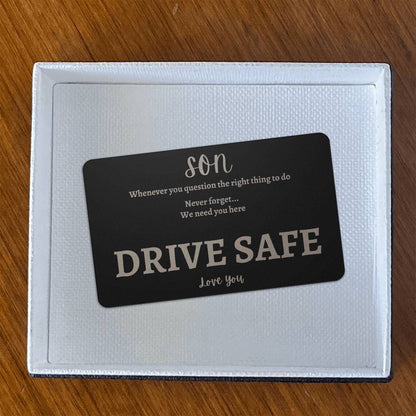 son
Whenever you question the right thing to do
Never forget...
We need you here
DRIVE SAFE
Love You